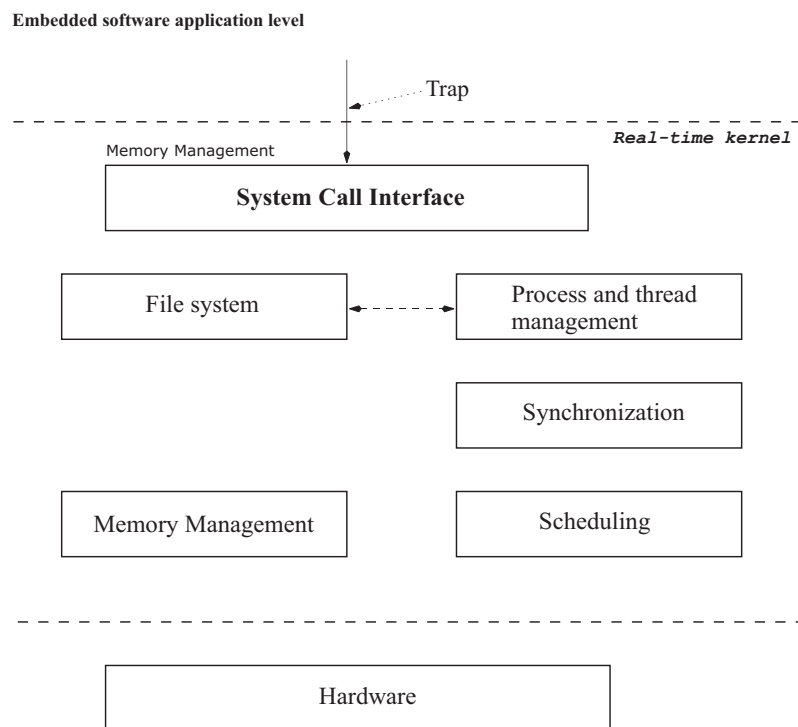 Embedded software application level
Trap
Real-time kernel
Memory Management
System Call Interface
File system
Process and thread
management
Synchronization
Memory Management
Scheduling
Hardware